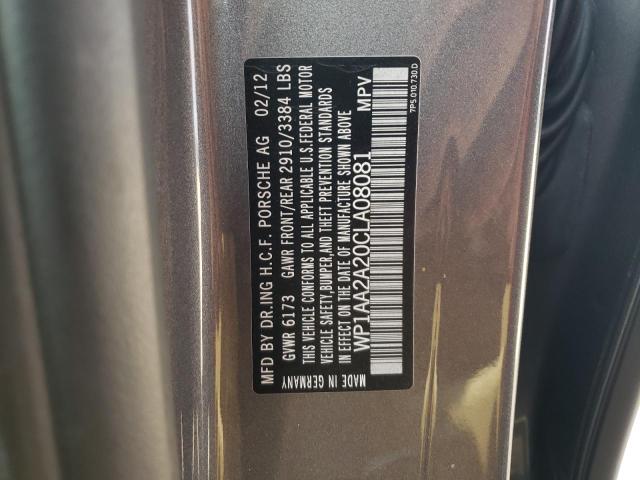 MFD BY DR.ING H.C.F. PORSCHE AG 02/12
GVWR 6173 GAWR FRONT/REAR 2910/3384 LBS
THIS VEHICLE CONFORMS TO ALL APPLICABLE U.S.FEDERAL MOTOR
VEHICLE SAFETY,BUMPER,AND THEFT PREVENTION STANDARDS
IN EFFECT ON THE DATE OF MANUFACTURE SHOWN ABOVE
WP1AA2A20CLA08081 MPV
MADE IN GERMANY
7P5.010.730.D